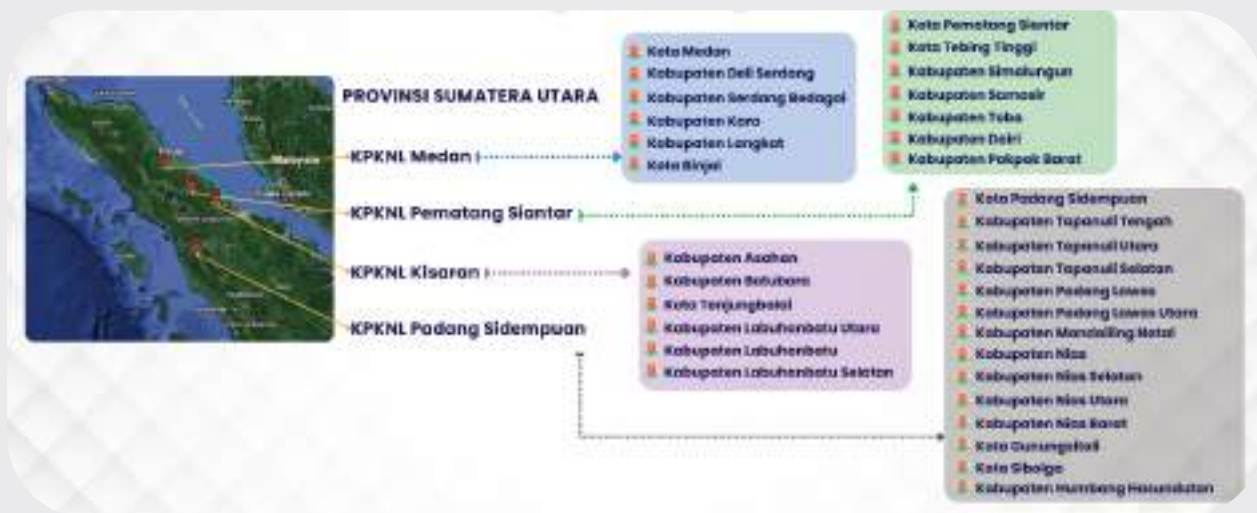 PROVINSI SUMATERA UTARA
KPKNL Medan
Kota Medan
Kabupaten Deli Serdang
Kabupaten Serdang Bedagai
Kabupaten Karo
Kabupaten Langkat
Kota Binjai
KPKNL Pematang Siantar
Kota Pematang Siantar
Kota Tebing Tinggi
Kabupaten Simalungun
Kabupaten Samosir
Kabupaten Toba
Kabupaten Dairi
Kabupaten Pakpak Barat
KPKNL Kisaran
Kabupaten Asahan
Kabupaten Batubara
Kota Tanjungbalai
Kabupaten Labuhanbatu Utara
Kabupaten Labuhanbatu
Kabupaten Labuhanbatu Selatan
KPKNL Padang Sidempuan
Kota Padang Sidempuan
Kabupaten Tapanuli Tengah
Kabupaten Tapanuli Utara
Kabupaten Tapanuli Selatan
Kabupaten Padang Lawas
Kabupaten Padang Lawas Utara
Kabupaten Mandailing Natal
Kabupaten Nias
Kabupaten Nias Selatan
Kabupaten Nias Utara
Kabupaten Nias Barat
Kota Gunungsitoli
Kota Sibolga
Kabupaten Humbang Hasundutan
Malaysia